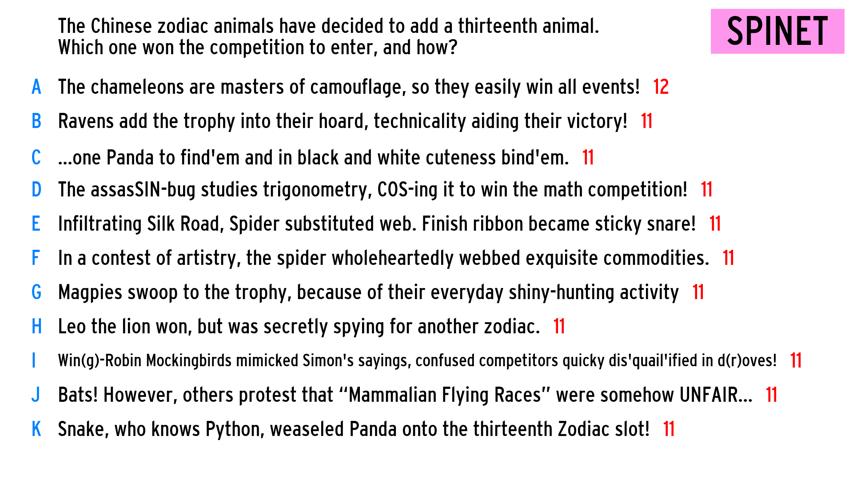 The Chinese zodiac animals have decided to add a thirteenth animal.
Which one won the competition to enter, and how?
SPINET
A The chameleons are masters of camouflage, so they easily win all events! 12
B Ravens add the trophy into their hoard, technicality aiding their victory! 11
C ...one Panda to find'em and in black and white cuteness bind'em. 11
D The assasSIN-bug studies trigonometry, COS-ing it to win the math competition! 11
E Infiltrating Silk Road, Spider substituted web. Finish ribbon became sticky snare! 11
F In a contest of artistry, the spider wholeheartedly webbed exquisite commodities. 11
G Magpies swoop to the trophy, because of their everyday shiny-hunting activity 11
H Leo the lion won, but was secretly spying for another zodiac. 11
I Win(g)-Robin Mockingbirds mimicked Simon's sayings, confused competitors quicky dis'quail'ified in d(r)oves! 11
J Bats! However, others protest that “Mammalian Flying Races” were somehow UNFAIR... 11
K Snake, who knows Python, weaseled Panda onto the thirteenth Zodiac slot! 11